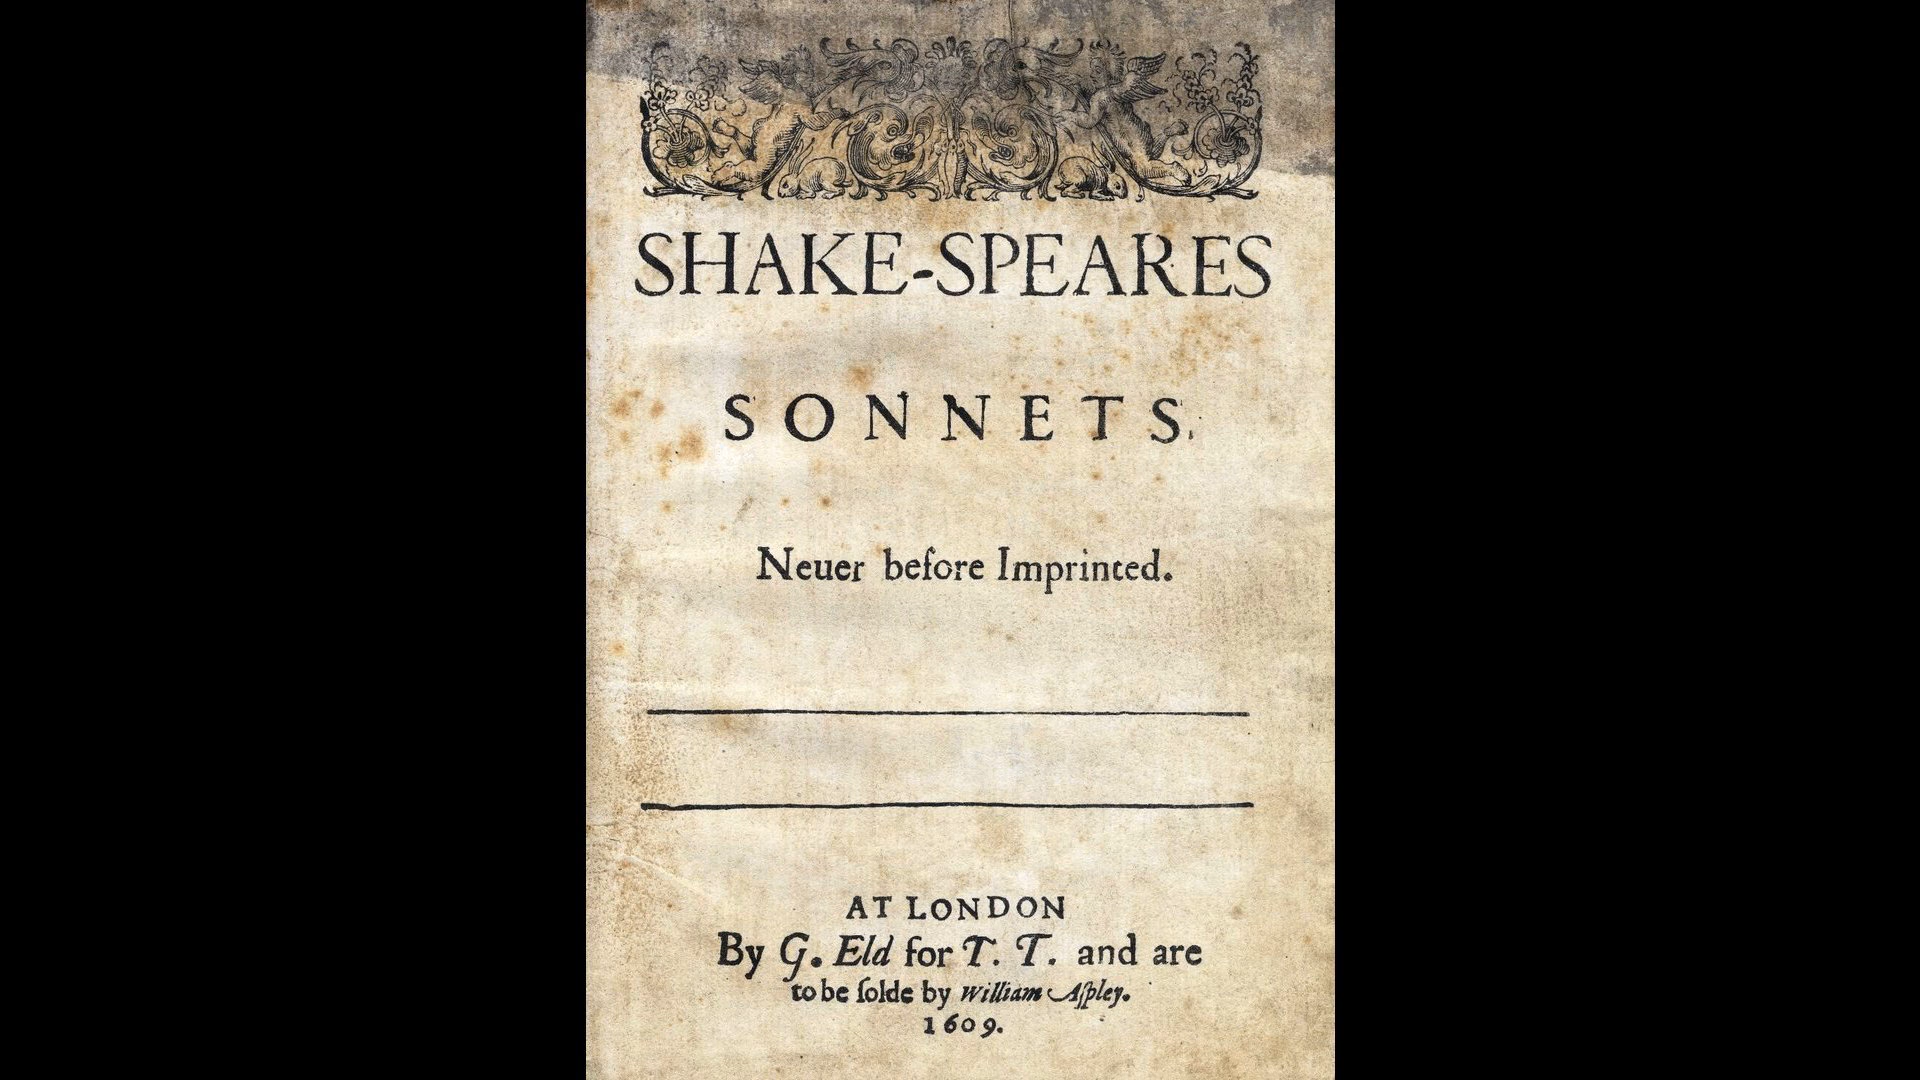 SHAKE-SPEARES
SONNETS.
Neuer before Imprinted.
AT LONDON
By G. Eld for T. T. and are
to be ſolde by William Aſpley.
1609.